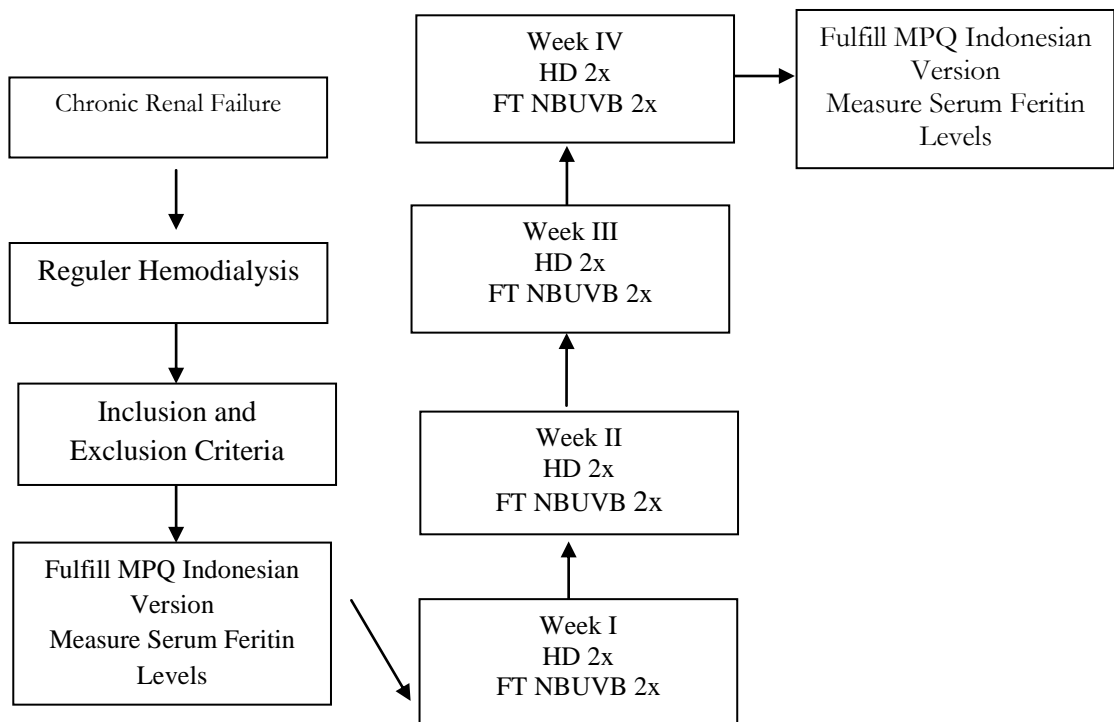 Chronic Renal Failure
Reguler Hemodialysis
Inclusion and
Exclusion Criteria
Fulfill MPQ Indonesian
Version
Measure Serum Feritin
Levels
Week I
HD 2x
FT NBUVB 2x
Week II
HD 2x
FT NBUVB 2x
Week III
HD 2x
FT NBUVB 2x
Week IV
HD 2x
FT NBUVB 2x
Fulfill MPQ Indonesian
Version
Measure Serum Feritin
Levels